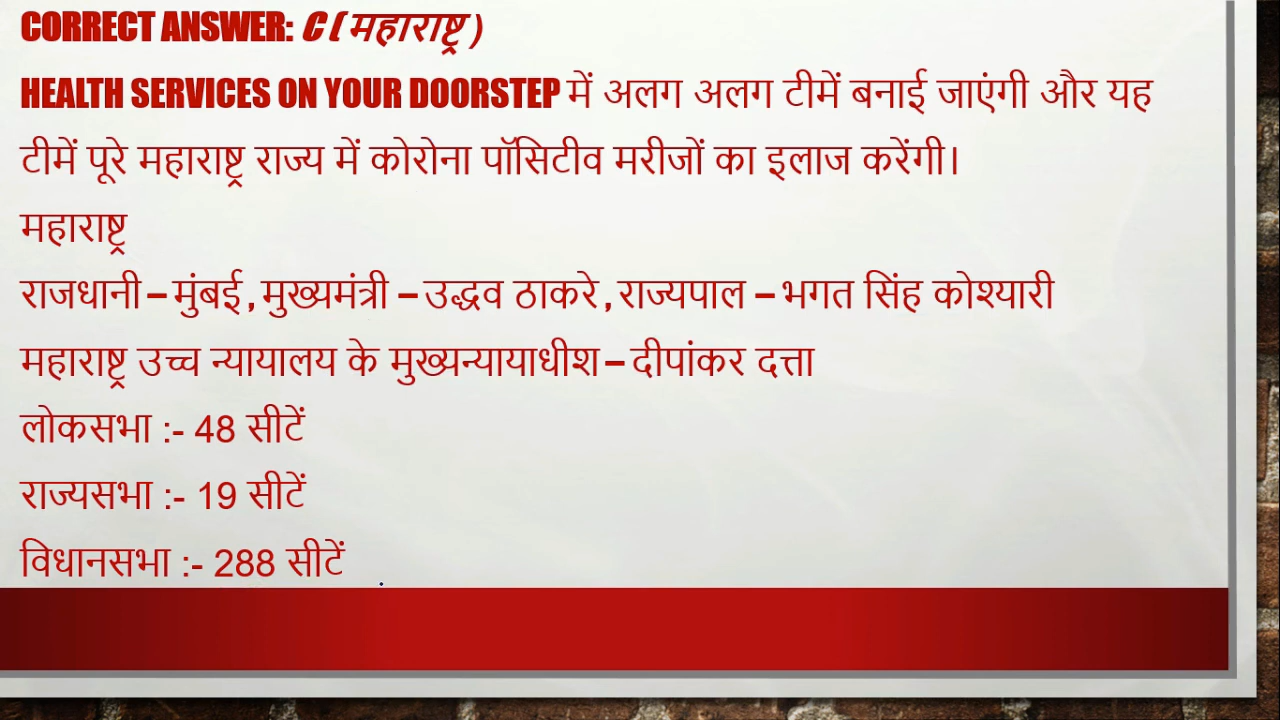 CORRECT ANSWER: C ( महाराष्ट्र )
HEALTH SERVICES ON YOUR DOORSTEP में अलग अलग टीमें बनाई जाएंगी और यह
टीमें पूरे महाराष्ट्र राज्य में कोरोना पॉसिटीव मरीजों का इलाज करेंगी।
महाराष्ट्र
राजधानी – मुंबई , मुख्यमंत्री – उद्धव ठाकरे , राज्यपाल – भगत सिंह कोश्यारी
महाराष्ट्र उच्च न्यायालय के मुख्यन्यायाधीश – दीपांकर दत्ता
लोकसभा :- 48 सीटें
राज्यसभा :- 19 सीटें
विधानसभा :- 288 सीटें